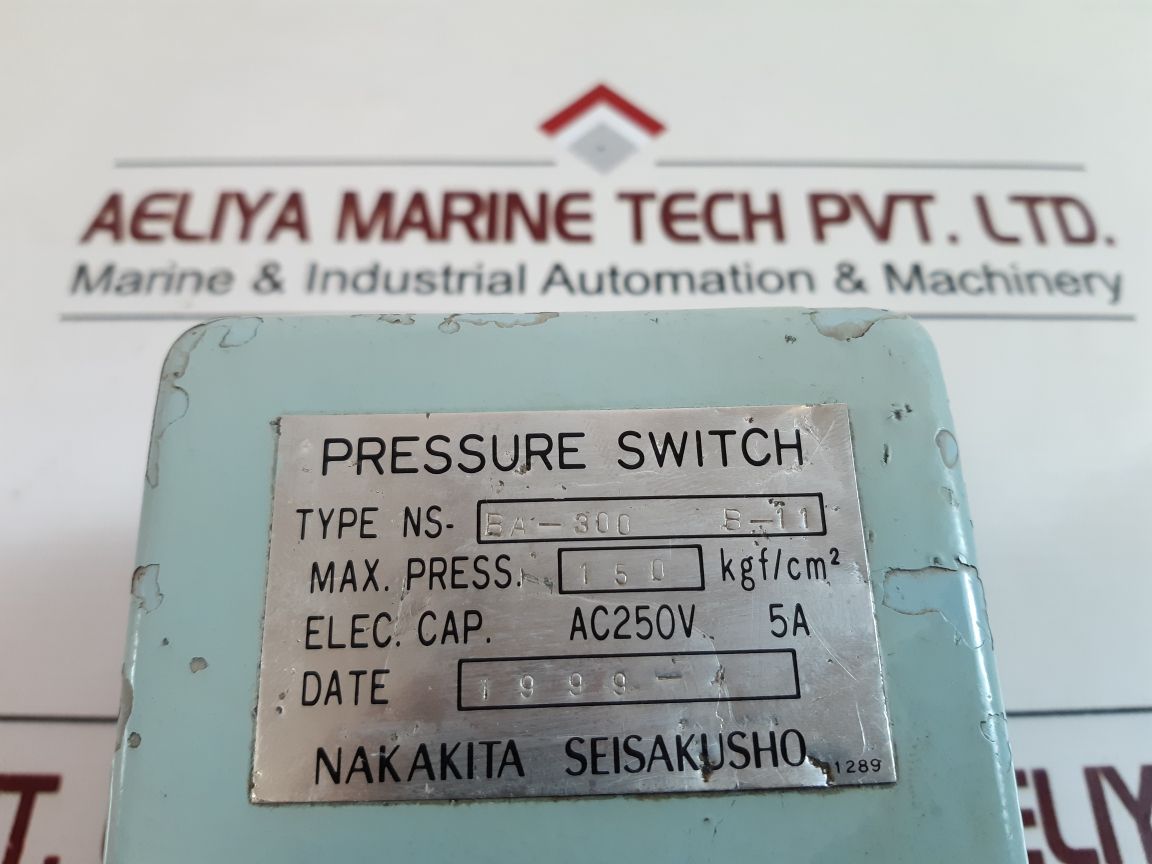 AELIYA MARINE TECH PVT. LTD.
Marine & Industrial Automation & Machinery
PRESSURE SWITCH
TYPE NS- BA-300 B-11
MAX. PRESS. 150 kgf/cm²
ELEC. CAP. AC250V 5A
DATE 1999-
NAKAKITA SEISAKUSHO 1289
T.
ELIY